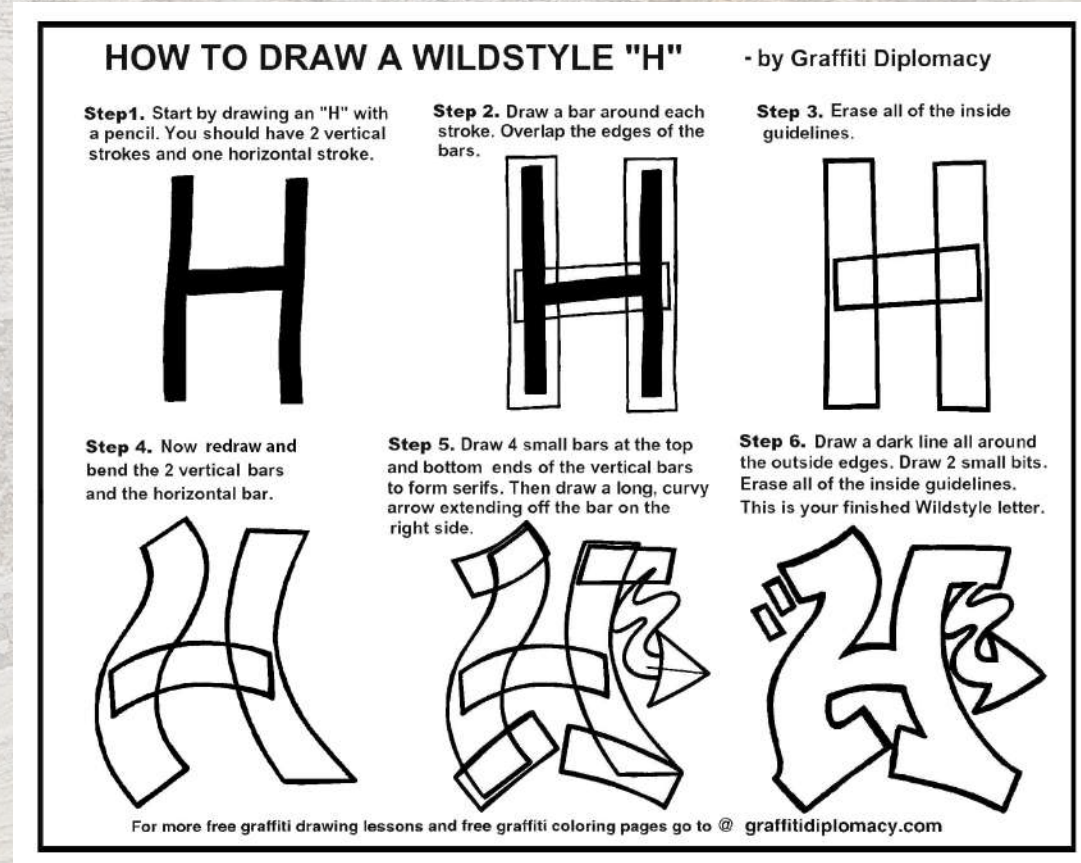 HOW TO DRAW A WILDSTYLE "H"
- by Graffiti Diplomacy
Step1. Start by drawing an "H" with
a pencil. You should have 2 vertical
strokes and one horizontal stroke.
Step 2. Draw a bar around each
stroke. Overlap the edges of the
bars.
Step 3. Erase all of the inside
guidelines.
Step 4. Now redraw and
bend the 2 vertical bars
and the horizontal bar.
Step 5. Draw 4 small bars at the top
and bottom ends of the vertical bars
to form serifs. Then draw a long, curvy
arrow extending off the bar on the
right side.
Step 6. Draw a dark line all around
the outside edges. Draw 2 small bits.
Erase all of the inside guidelines.
This is your finished Wildstyle letter.
For more free graffiti drawing lessons and free graffiti coloring pages go to @ graffitidiplomacy.com